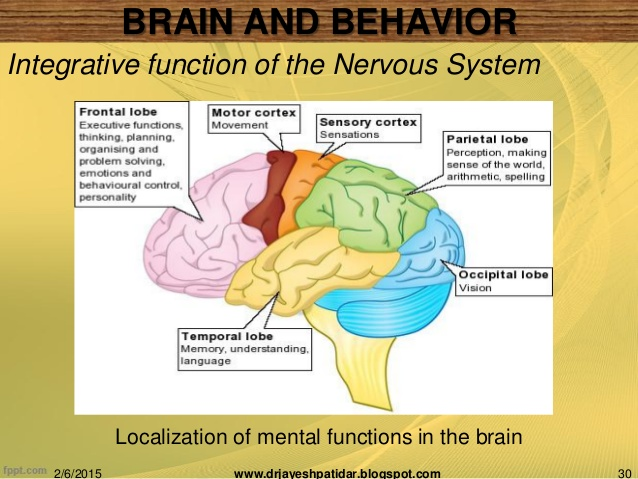 BRAIN AND BEHAVIOR
Integrative function of the Nervous System
Frontal lobe
Executive functions,
thinking, planning,
organising and
problem solving,
emotions and
behavioural control,
personality
Motor cortex
Movement
Sensory cortex
Sensations
Parietal lobe
Perception, making
sense of the world,
arithmetic, spelling
Occipital lobe
Vision
Temporal lobe
Memory, understanding,
language
Localization of mental functions in the brain
fppt.com
2/6/2015
www.drjayeshpatidar.blogspot.com
30